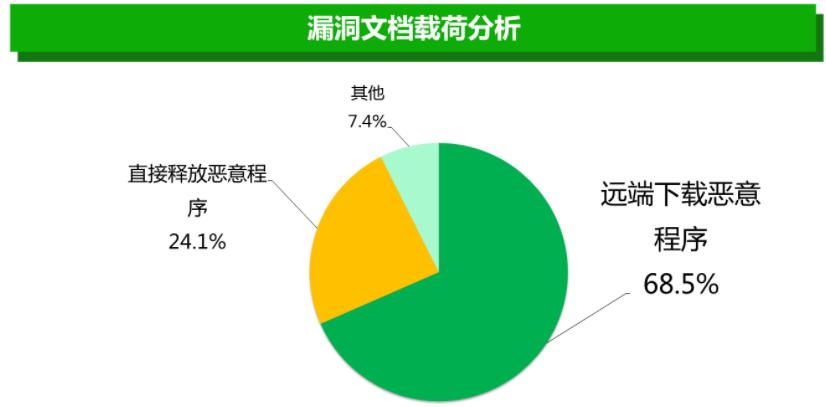 漏洞文档载荷分析
其他
7.4%
直接释放恶意程
序
24.1%
远端下载恶意
程序
68.5%